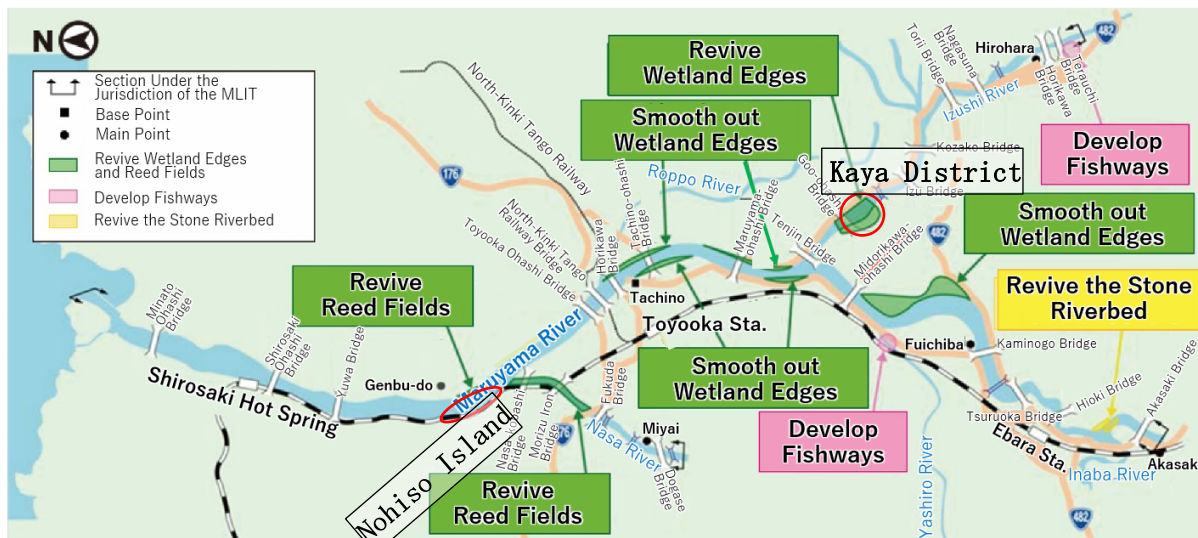 N
Section Under the
Jurisdiction of the MLIT
Base Point
Main Point
Revive Wetland Edges
and Reed Fields
Develop Fishways
Revive the Stone Riverbed
Revive
Wetland Edges
Smooth out
Wetland Edges
Hirohara
482
Torii Bridge
Nagasuna
Bridge
Horikawa
Bridge
Terauchi
Izushi River
Develop
Fishways
Kozako Bridge
Kaya District
Izu Bridge
Goo-ohashi
Bridge
North-Kinki Tango Railway
176
Roppo River
Tachino-ohashi
Bridge
Maruyama-
ohashi Bridge
Tenjin Bridge
Midorikawa-
ohashi Bridge
482
Smooth out
Wetland Edges
North-Kinki Tango
Railway Bridge
Toyooka Ohashi Bridge
Horikawa
Bridge
Tachino
Toyooka Sta.
Revive
Reed Fields
Maruyama River
Revive the Stone
Riverbed
Minato
Ohashi
Bridge
Shirosaki
Ohashi
Bridge
Yuwa Bridge
Genbu-do
Shirosaki Hot Spring
Fuichiba
Kaminogo Bridge
Smooth out
Wetland Edges
Fukuda
Bridge
Tsuruoka Bridge
Hioki Bridge
Akasaki Bridge
Nohiso Island
Bridge
Morizu Iron
Bridge
76
Nasa River
Miyai
Dogase
Bridge
Develop
Fishways
Ebara Sta.
Inaba River
Akasak
Yashiro River
Revive
Reed Fields
482